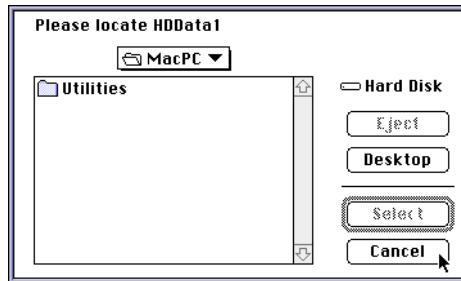 Please locate HDData1
MacPC
Utilities
Hard Disk
Eject
Desktop
Select
Cancel